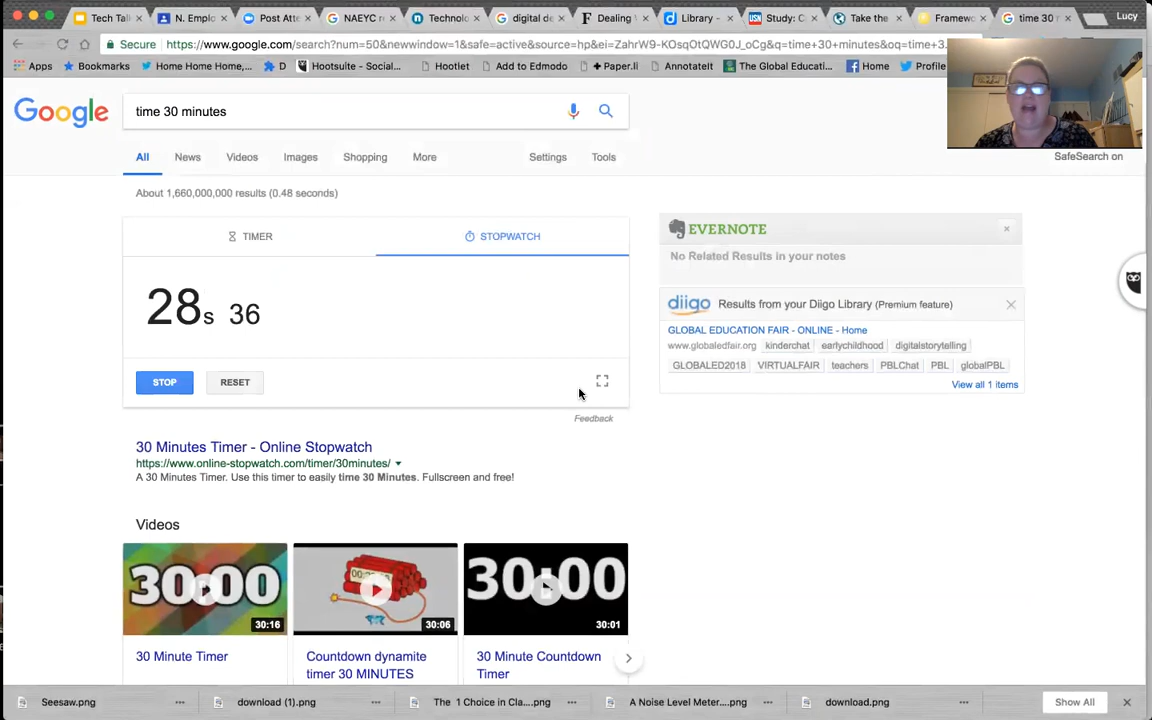 Tech Talk
N. Emplo
Post Atte
NAEYC r
Technolo
digital de
Dealing
Library -
Study: C
Take the
Framewo
time 30 m
Lucy
Secure
https://www.google.com/search?num=50&newwindow=1&safe=active&source=hp&ei=ZahrW9-KOsqOtQWG0J_oCg&q=time+30+minutes&oq=time+3..
Apps
Bookmarks
Home Home Home,...
D
Hootsuite - Social...
Hootlet
Add to Edmodo
+ Paper.li
AnnotateIt
The Global Educati...
Home
Profile
Google
time 30 minutes
All
News
Videos
Images
Shopping
More
Settings
Tools
SafeSearch on
About 1,660,000,000 results (0.48 seconds)
TIMER
STOPWATCH
28s 36
STOP
RESET
Feedback
EVERNOTE
No Related Results in your notes
diigo Results from your Diigo Library (Premium feature)
GLOBAL EDUCATION FAIR - ONLINE - Home
www.globaledfair.org kinderchat earlychildhood digitalstorytelling
GLOBALED2018 VIRTUALFAIR teachers PBLChat PBL globalPBL
View all 1 items
30 Minutes Timer - Online Stopwatch
https://www.online-stopwatch.com/timer/30minutes/
A 30 Minutes Timer. Use this timer to easily time 30 Minutes. Fullscreen and free!
Videos
30:00
30:16
30:06
30:00
30:01
30 Minute Timer
Countdown dynamite
timer 30 MINUTES
30 Minute Countdown
Timer
Seesaw.png
download (1).png
The 1 Choice in Cla....png
A Noise Level Meter....png
download.png
Show All